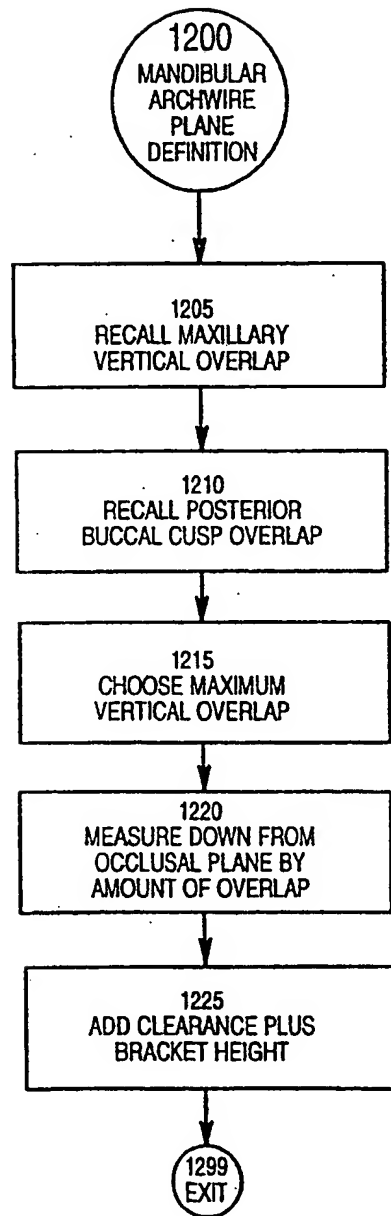 1200
MANDIBULAR
ARCHWIRE
PLANE
DEFINITION
1205
RECALL MAXILLARY
VERTICAL OVERLAP
1210
RECALL POSTERIOR
BUCCAL CUSP OVERLAP
1215
CHOOSE MAXIMUM
VERTICAL OVERLAP
1220
MEASURE DOWN FROM
OCCLUSAL PLANE BY
AMOUNT OF OVERLAP
1225
ADD CLEARANCE PLUS
BRACKET HEIGHT
1299
EXIT